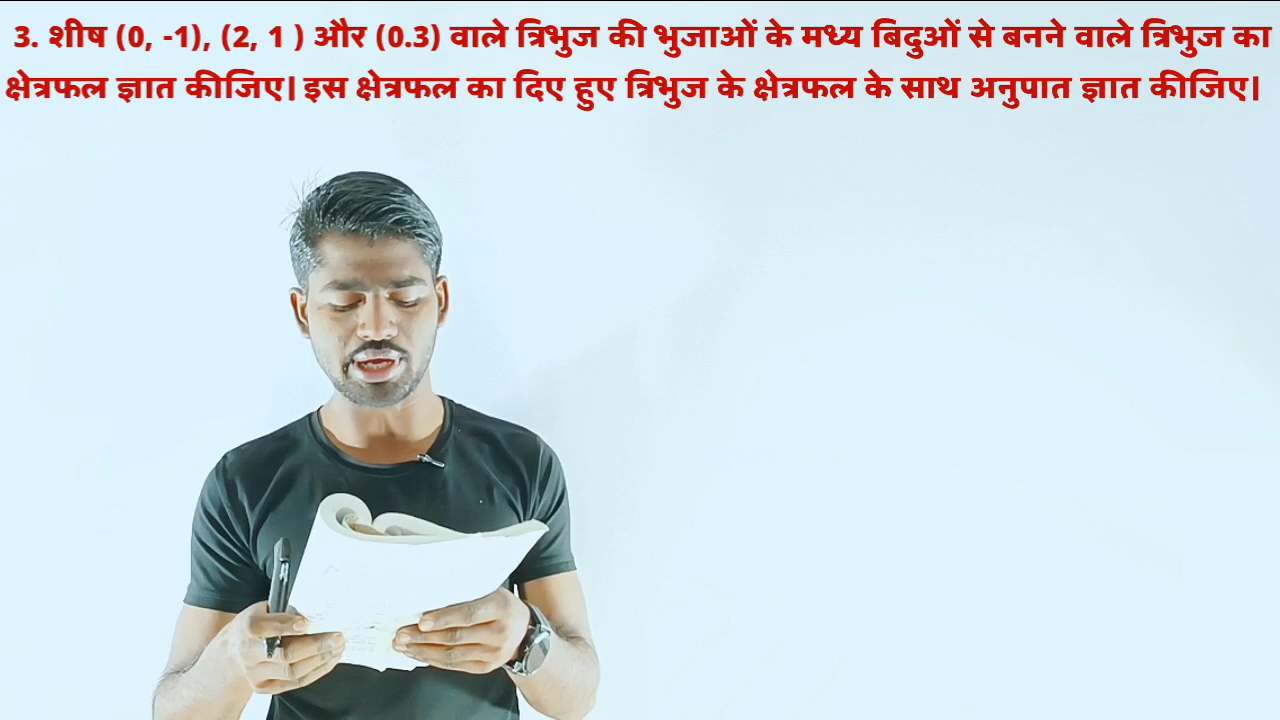 3. शीष (0, -1), (2, 1 ) और (0.3) वाले त्रिभुज की भुजाओं के मध्य बिदुओं से बनने वाले त्रिभुज का
क्षेत्रफल ज्ञात कीजिए। इस क्षेत्रफल का दिए हुए त्रिभुज के क्षेत्रफल के साथ अनुपात ज्ञात कीजिए।